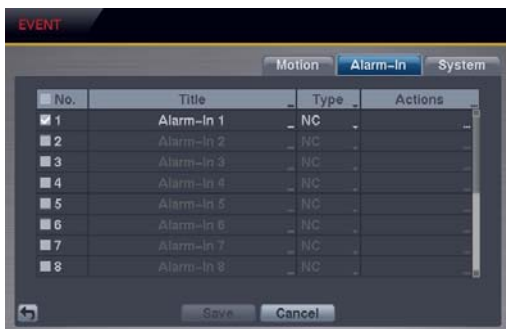 EVENT
Motion Alarm-In System
No. Title Type Actions
1 Alarm-In 1 NC
2 Alarm-In 2 NC
3 Alarm-In 3 NC
4 Alarm-In 4 NC
5 Alarm-In 5 NC
6 Alarm-In 6 NC
7 Alarm-In 7 NC
8 Alarm-In 8 NC
Save Cancel